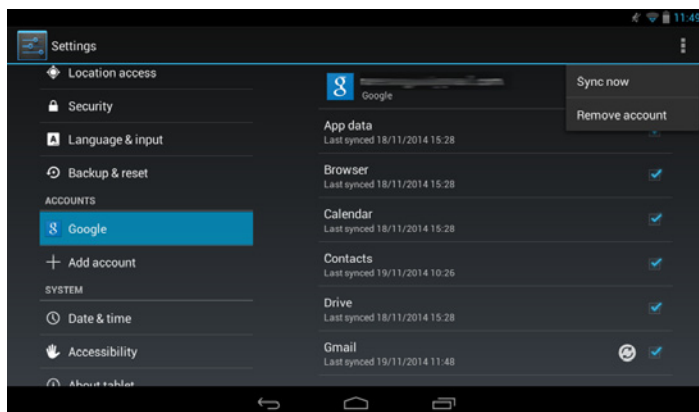 11:49
Settings
Location access
Security
Language & input
Backup & reset
ACCOUNTS
Google
Add account
SYSTEM
Date & time
Accessibility
About tablet
Google
Sync now
Remove account
App data
Last synced 18/11/2014 15:28
Browser
Last synced 18/11/2014 15:28
Calendar
Last synced 18/11/2014 15:28
Contacts
Last synced 19/11/2014 10:26
Drive
Last synced 18/11/2014 15:28
Gmail
Last synced 19/11/2014 11:48